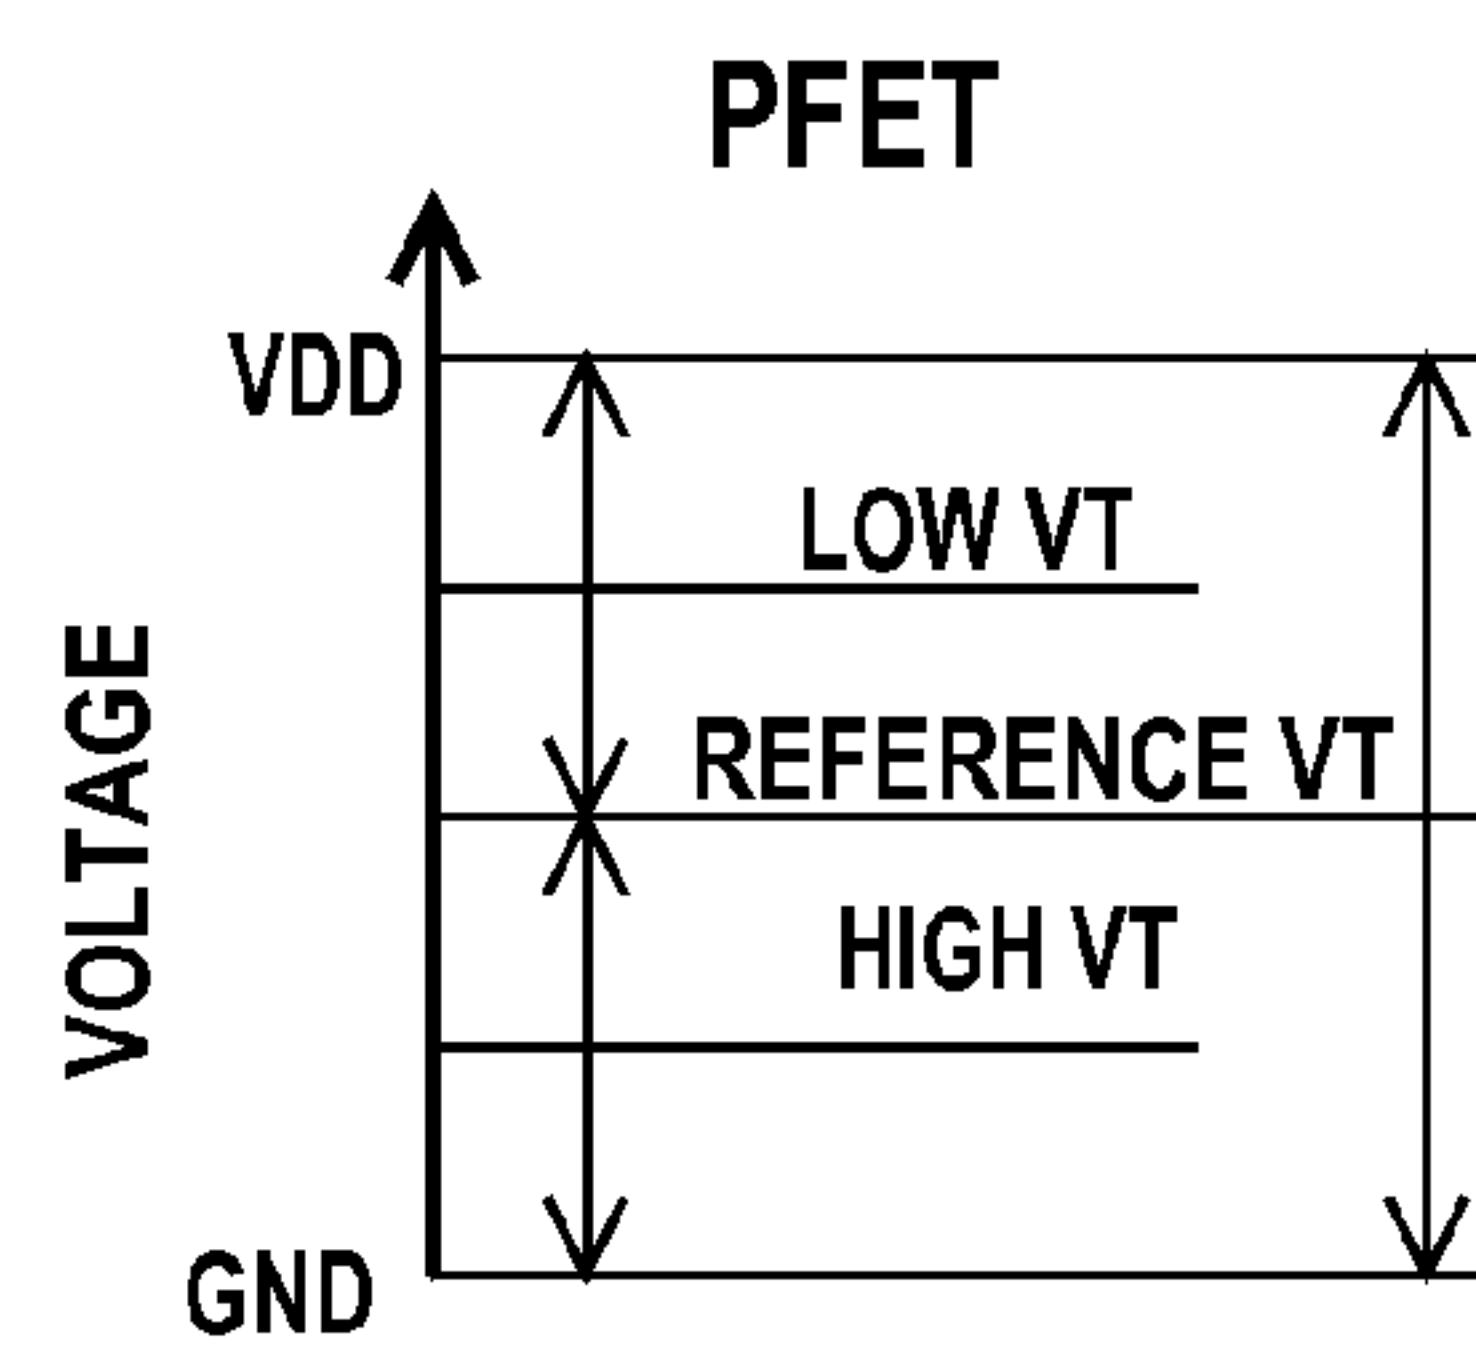 PFET
VDD
LOW VT
REFERENCE VT
HIGH VT
VOLTAGE
GND